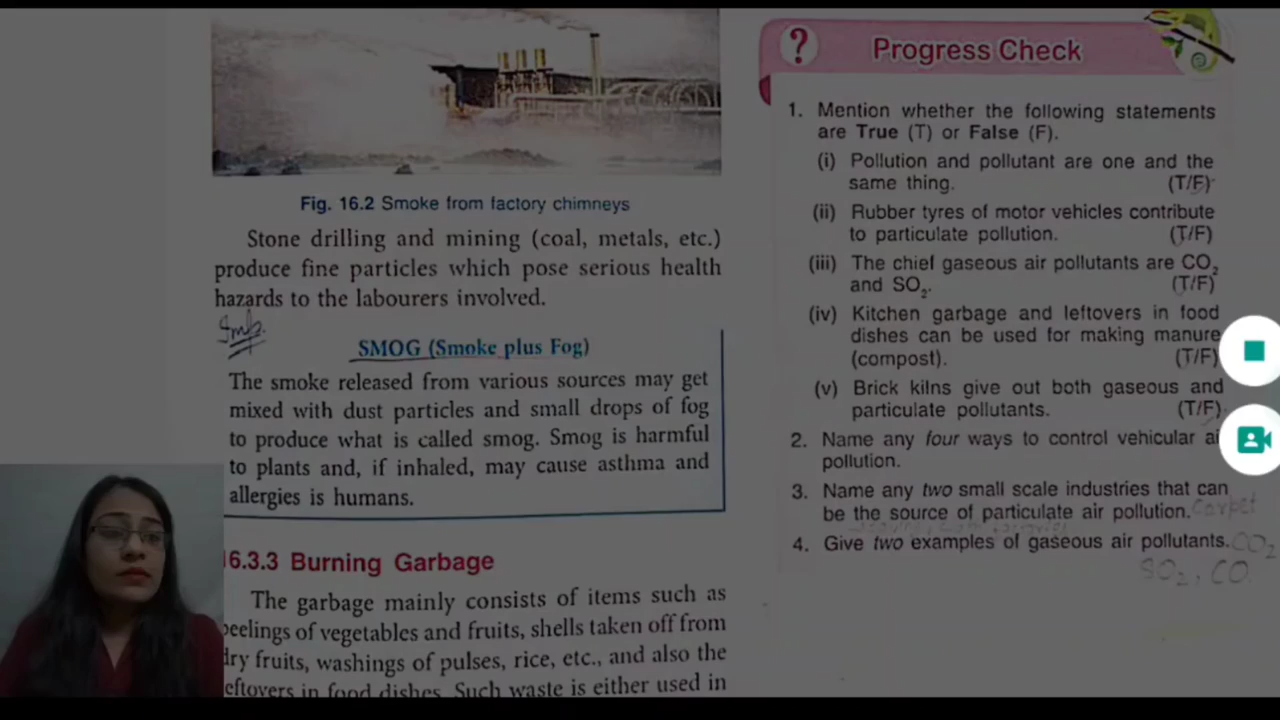 Fig. 16.2 Smoke from factory chimneys
Stone drilling and mining (coal, metals, etc.)
produce fine particles which pose serious health
hazards to the labourers involved.
Imp.
SMOG (Smoke plus Fog)
The smoke released from various sources may get
mixed with dust particles and small drops of fog
to produce what is called smog. Smog is harmful
to plants and, if inhaled, may cause asthma and
allergies is humans.
16.3.3 Burning Garbage
The garbage mainly consists of items such as
peelings of vegetables and fruits, shells taken off from
dry fruits, washings of pulses, rice, etc., and also the
leftovers in food dishes. Such waste is either used in
? Progress Check
1. Mention whether the following statements
are True (T) or False (F).
(i) Pollution and pollutant are one and the
same thing. (T/F)
(ii) Rubber tyres of motor vehicles contribute
to particulate pollution. (T/F)
(iii) The chief gaseous air pollutants are CO₂
and SO₂. (T/F)
(iv) Kitchen garbage and leftovers in food
dishes can be used for making manure
(compost). (T/F)
(v) Brick kilns give out both gaseous and
particulate pollutants. (T/F)
2. Name any four ways to control vehicular ai
pollution.
3. Name any two small scale industries that can
be the source of particulate air pollution. Carpet
4. Give two examples of gaseous air pollutants. CO₂
SO₂, CO